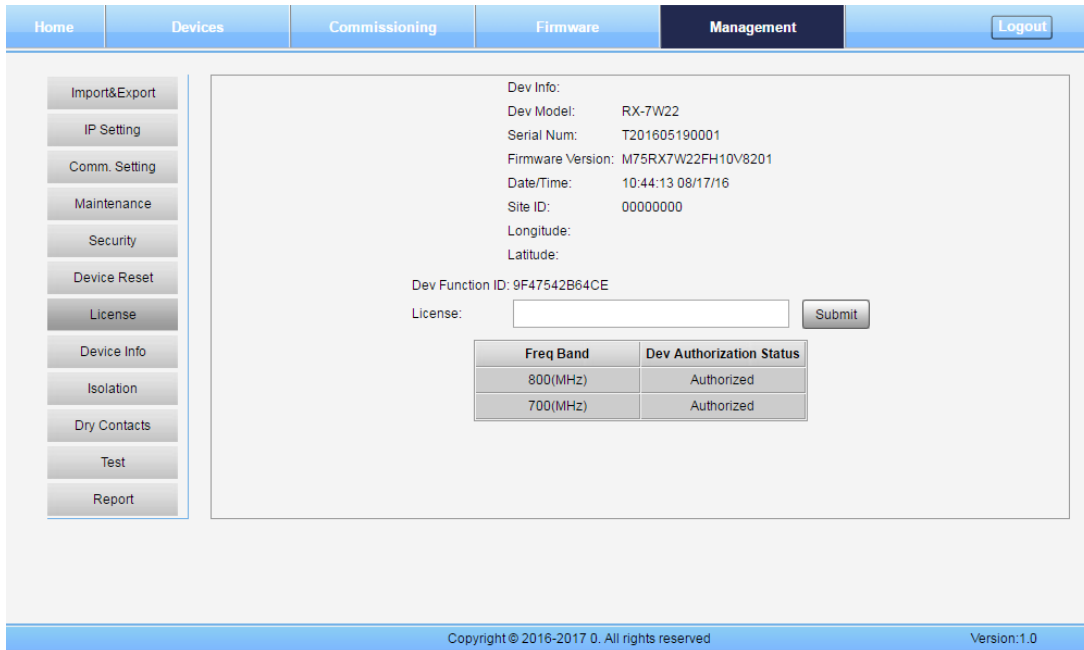 Home Devices Commissioning Firmware Management Logout
Import&Export
IP Setting
Comm. Setting
Maintenance
Security
Device Reset
License
Device Info
Isolation
Dry Contacts
Test
Report
Dev Info:
Dev Model: RX-7W22
Serial Num: T201605190001
Firmware Version: M75RX7W22FH10V8201
Date/Time: 10:44:13 08/17/16
Site ID: 00000000
Longitude:
Latitude:
Dev Function ID: 9F47542B64CE
License: Submit
Freq Band Dev Authorization Status
800(MHz) Authorized
700(MHz) Authorized
Copyright © 2016-2017 0. All rights reserved Version:1.0